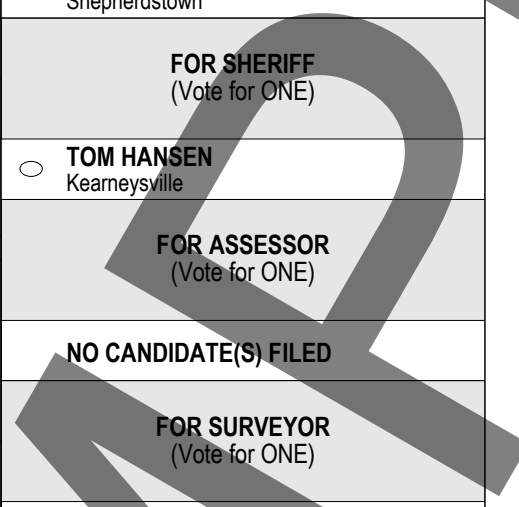 Shepherdstown
FOR SHERIFF
(Vote for ONE)
TOM HANSEN
Kearneysville
FOR ASSESSOR
(Vote for ONE)
NO CANDIDATE(S) FILED
FOR SURVEYOR
(Vote for ONE)